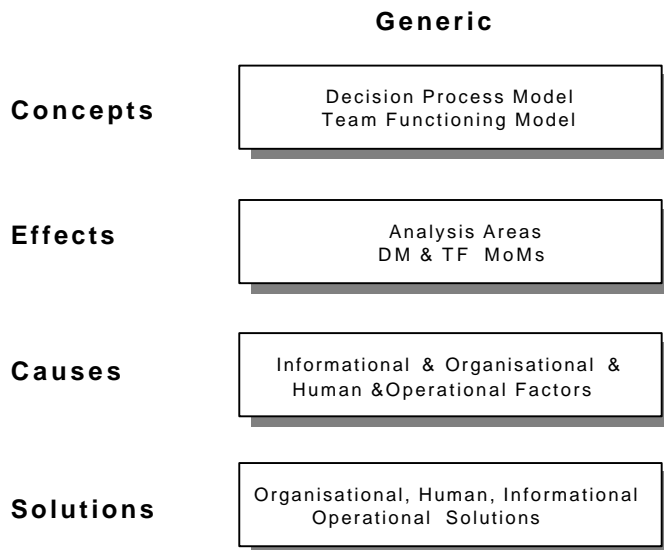 Generic
Concepts
Decision Process Model
Team Functioning Model
Effects
Analysis Areas
DM & TF MoMs
Causes
Informational & Organisational &
Human &Operational Factors
Solutions
Organisational, Human, Informational
Operational Solutions